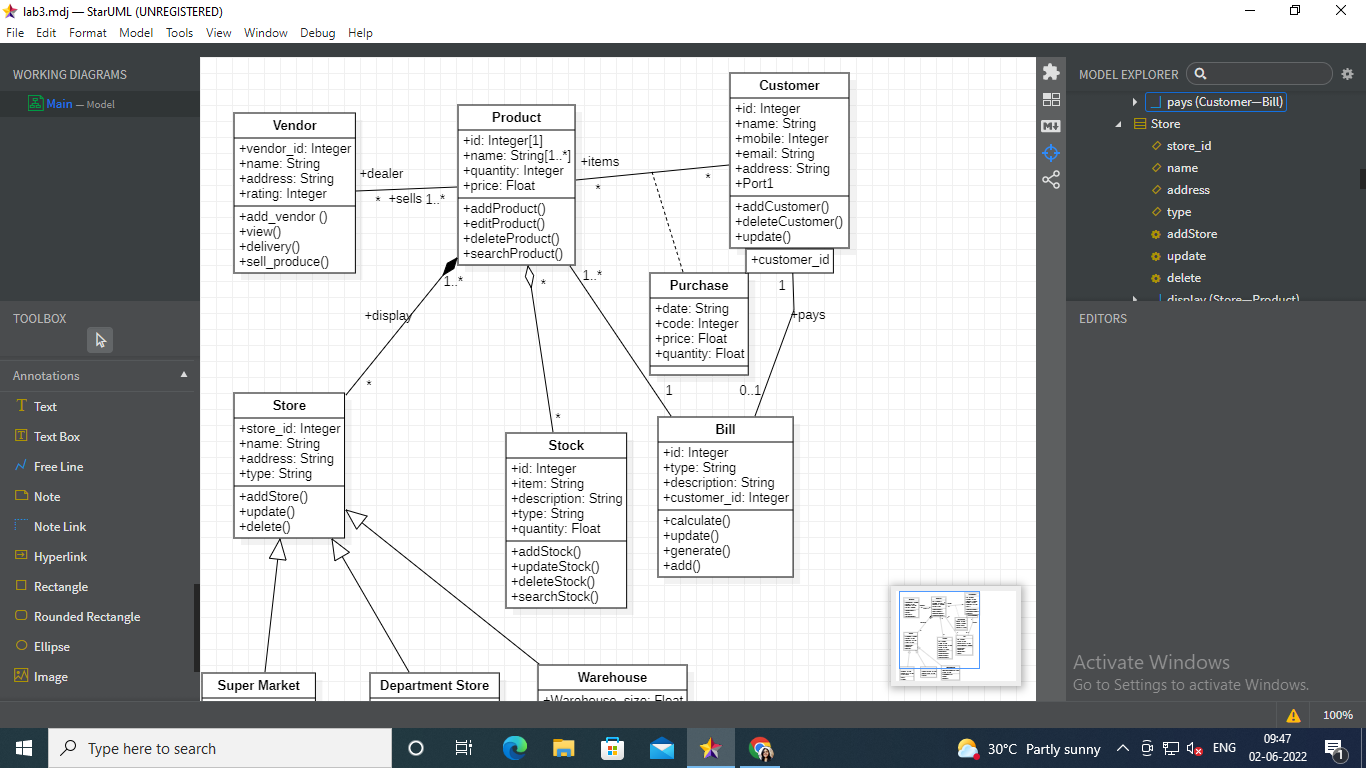 lab3.mdj — StarUML (UNREGISTERED)
File Edit Format Model Tools View Window Debug Help
WORKING DIAGRAMS
Main — Model
TOOLBOX
Annotations
Text
Text Box
Free Line
Note
Note Link
Hyperlink
Rectangle
Rounded Rectangle
Ellipse
Image
Vendor
+vendor_id: Integer
+name: String
+address: String
+rating: Integer
+add_vendor ()
+view()
+delivery()
+sell_produce()
+dealer
* +sells 1..*
Product
+id: Integer[1]
+name: String[1..*]
+quantity: Integer
+price: Float
+addProduct()
+editProduct()
+deleteProduct()
+searchProduct()
+items
*
*
Customer
+id: Integer
+name: String
+mobile: Integer
+email: String
+address: String
+Port1
+addCustomer()
+deleteCustomer()
+update()
+customer_id
1..*
*
1..*
1
+display
+pays
*
*
1
0..1
Purchase
+date: String
+code: Integer
+price: Float
+quantity: Float
Store
+store_id: Integer
+name: String
+address: String
+type: String
+addStore()
+update()
+delete()
Stock
+id: Integer
+item: String
+description: String
+type: String
+quantity: Float
+addStock()
+updateStock()
+deleteStock()
+searchStock()
Bill
+id: Integer
+type: String
+description: String
+customer_id: Integer
+calculate()
+update()
+generate()
+add()
Super Market
Department Store
Warehouse
+Warehouse_size: Float
MODEL EXPLORER
pays (Customer—Bill)
Store
store_id
name
address
type
addStore
update
delete
display (Store—Product)
EDITORS
Activate Windows
Go to Settings to activate Windows.
100%
Type here to search
30°C Partly sunny
ENG
09:47
02-06-2022
1